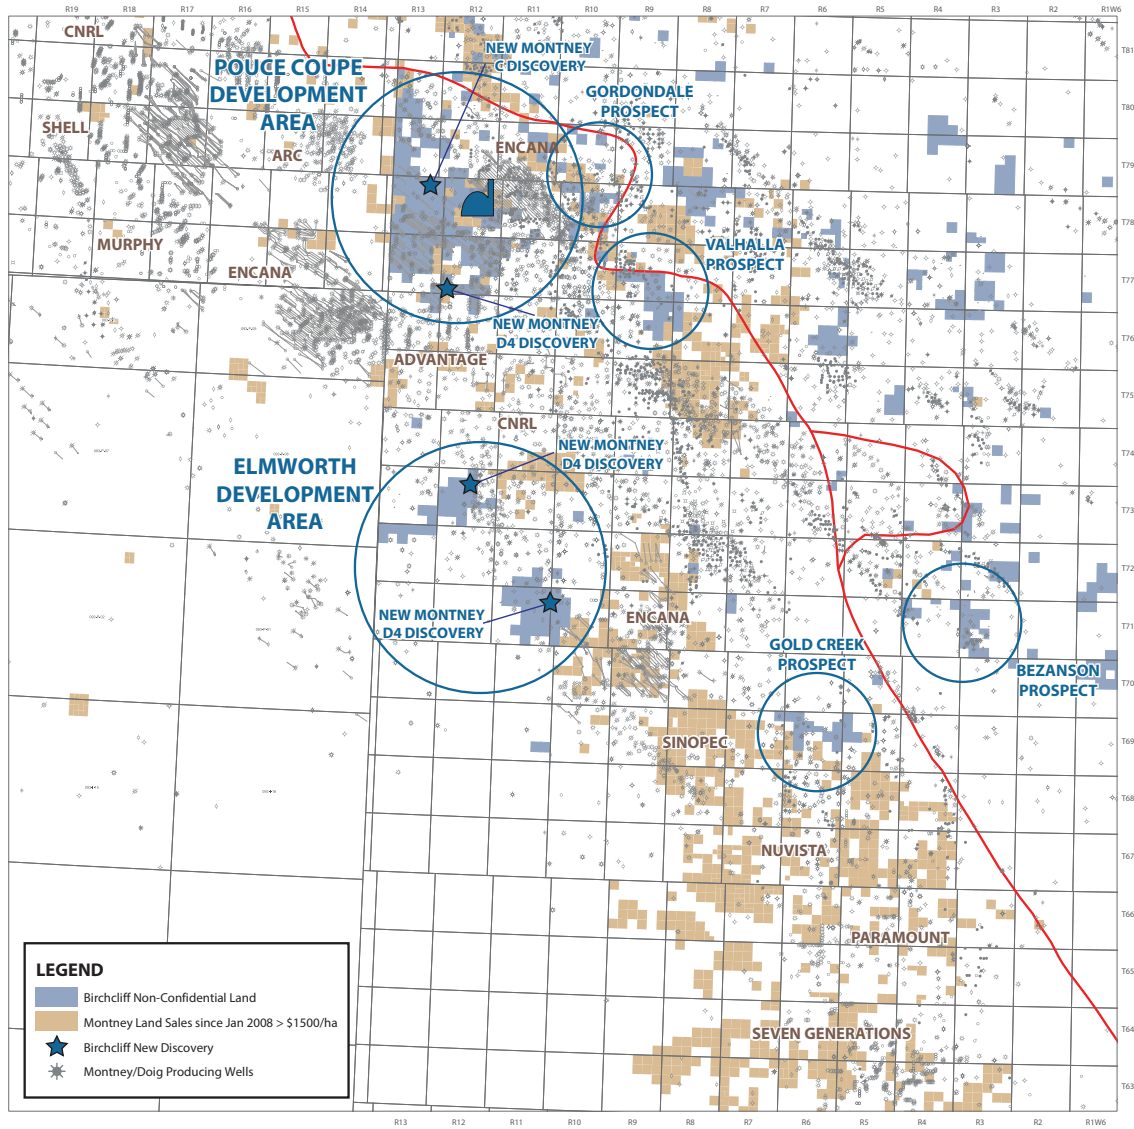 R19
R18
R17
R16
R15
R14
R13
R12
R11
R10
R9
R8
R7
R6
R5
R4
R3
R2
R1W6
CNRL
T81
NEW MONTNEY
C DISCOVERY
POUCE COUPE
DEVELOPMENT
AREA
GORDONDALE
PROSPECT
T80
SHELL
ARC
ENCANA
T79
T78
MURPHY
VALHALLA
PROSPECT
ENCANA
T77
NEW MONTNEY
D4 DISCOVERY
T76
ADVANTAGE
T75
CNRL
NEW MONTNEY
D4 DISCOVERY
T74
ELMWORTH
DEVELOPMENT
AREA
T73
T72
NEW MONTNEY
D4 DISCOVERY
ENCANA
T71
GOLD CREEK
PROSPECT
BEZANSON
PROSPECT
T70
SINOPEC
T69
T68
NUVISTA
T67
T66
PARAMOUNT
T65
SEVEN GENERATIONS
T64
T63
LEGEND
Birchcliff Non-Confidential Land
Montney Land Sales since Jan 2008 > $1500/ha
Birchcliff New Discovery
Montney/Doig Producing Wells
R13
R12
R11
R10
R9
R8
R7
R6
R5
R4
R3
R2
R1W6